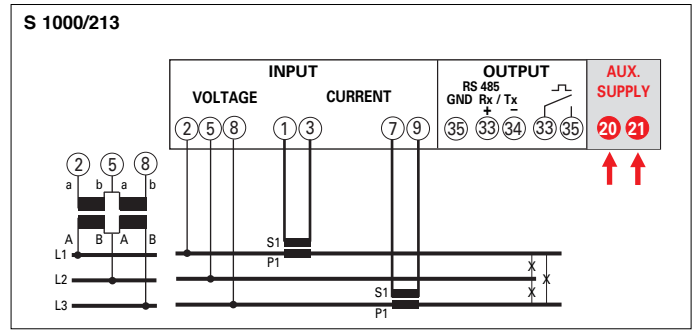 S 1000/213
INPUT
OUTPUT
AUX.
SUPPLY
VOLTAGE
CURRENT
RS 485
GND Rx / Tx
+ −
2 5 8 1 3 7 9 35 33 34 33 35 20 21
2 5 8
a b a b
A B A B
L1
L2
L3
S1
P1
S1
P1
X
X
X